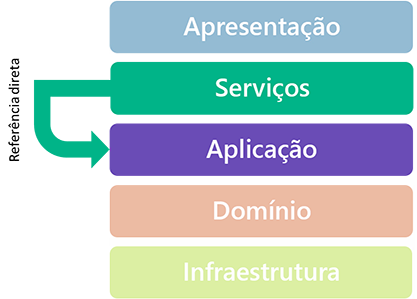 Apresentação
Referência direta
Serviços
Aplicação
Domínio
Infraestrutura